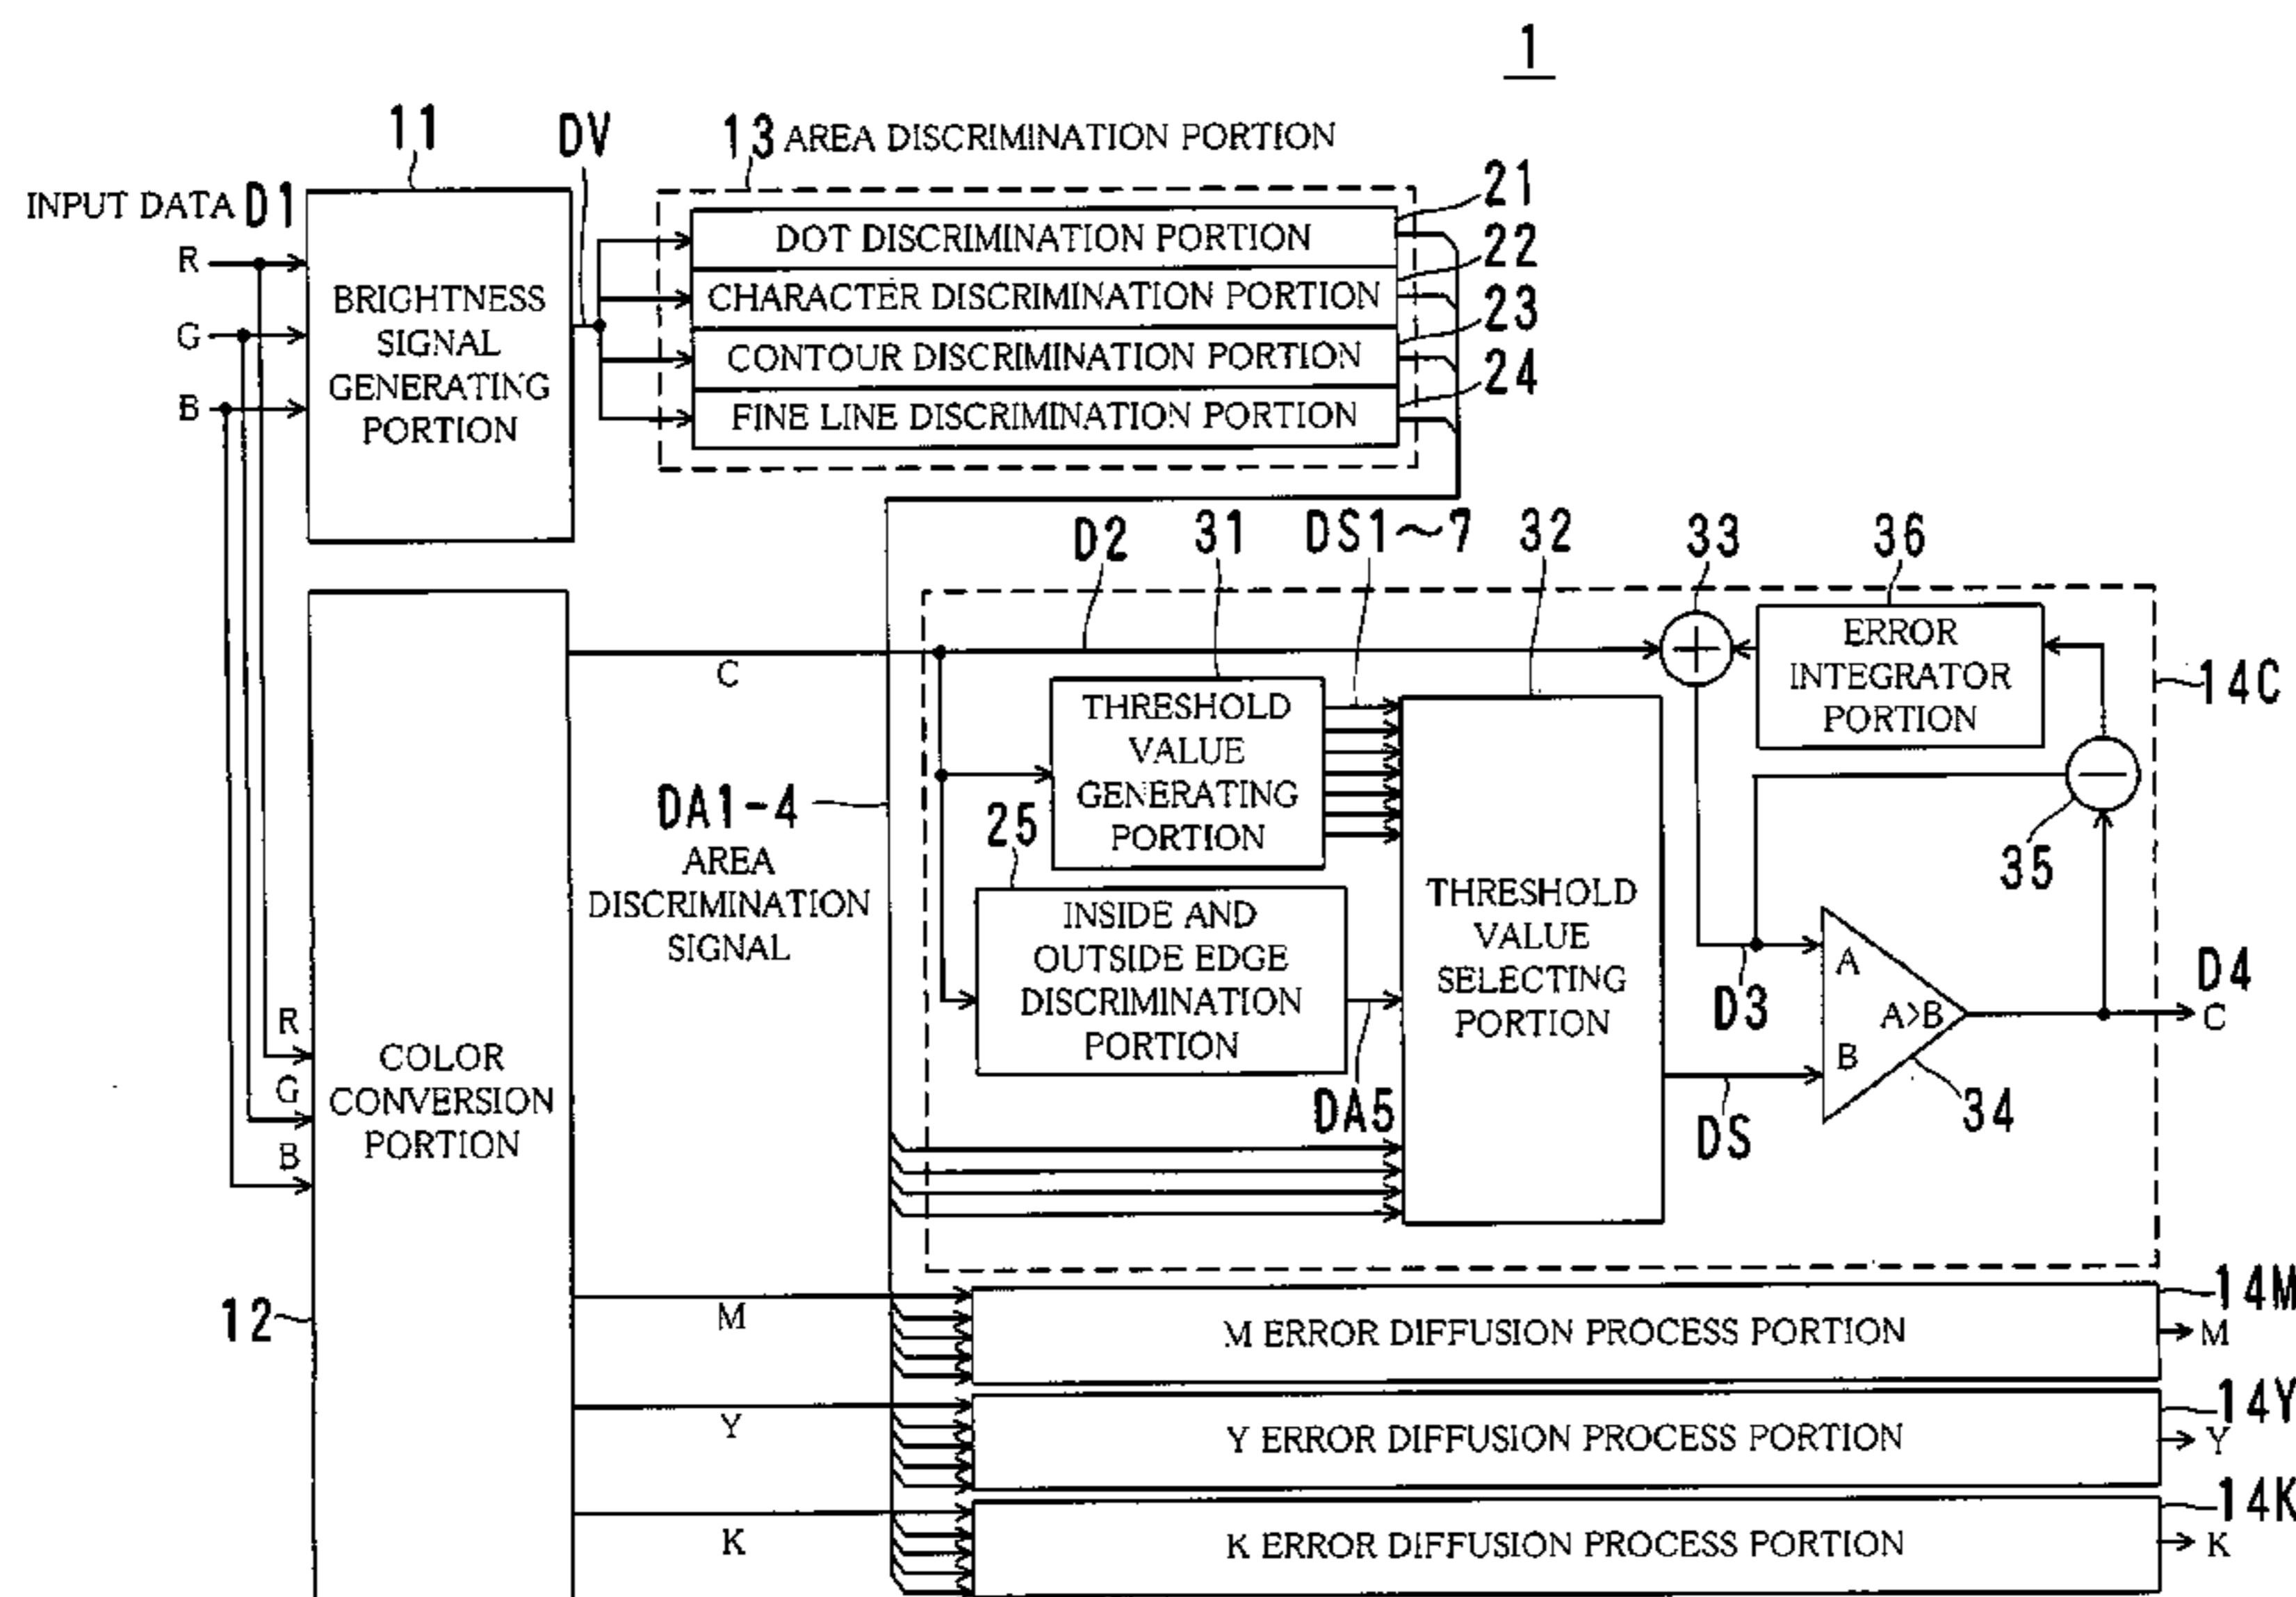 1
11
DV
13 AREA DISCRIMINATION PORTION
INPUT DATA D1
R
G
B
BRIGHTNESS
SIGNAL
GENERATING
PORTION
DOT DISCRIMINATION PORTION
21
CHARACTER DISCRIMINATION PORTION
22
CONTOUR DISCRIMINATION PORTION
23
FINE LINE DISCRIMINATION PORTION
24
D2
31
DS1～7
32
33
36
C
THRESHOLD
VALUE
GENERATING
PORTION
ERROR
INTEGRATOR
PORTION
14C
DA1-4
AREA
DISCRIMINATION
SIGNAL
25
INSIDE AND
OUTSIDE EDGE
DISCRIMINATION
PORTION
THRESHOLD
VALUE
SELECTING
PORTION
+
−
35
A
B
A>B
D3
D4
C
DA5
DS
34
R
G
B
COLOR
CONVERSION
PORTION
12
M
M ERROR DIFFUSION PROCESS PORTION
14M
M
Y
Y ERROR DIFFUSION PROCESS PORTION
14Y
Y
K
K ERROR DIFFUSION PROCESS PORTION
14K
K